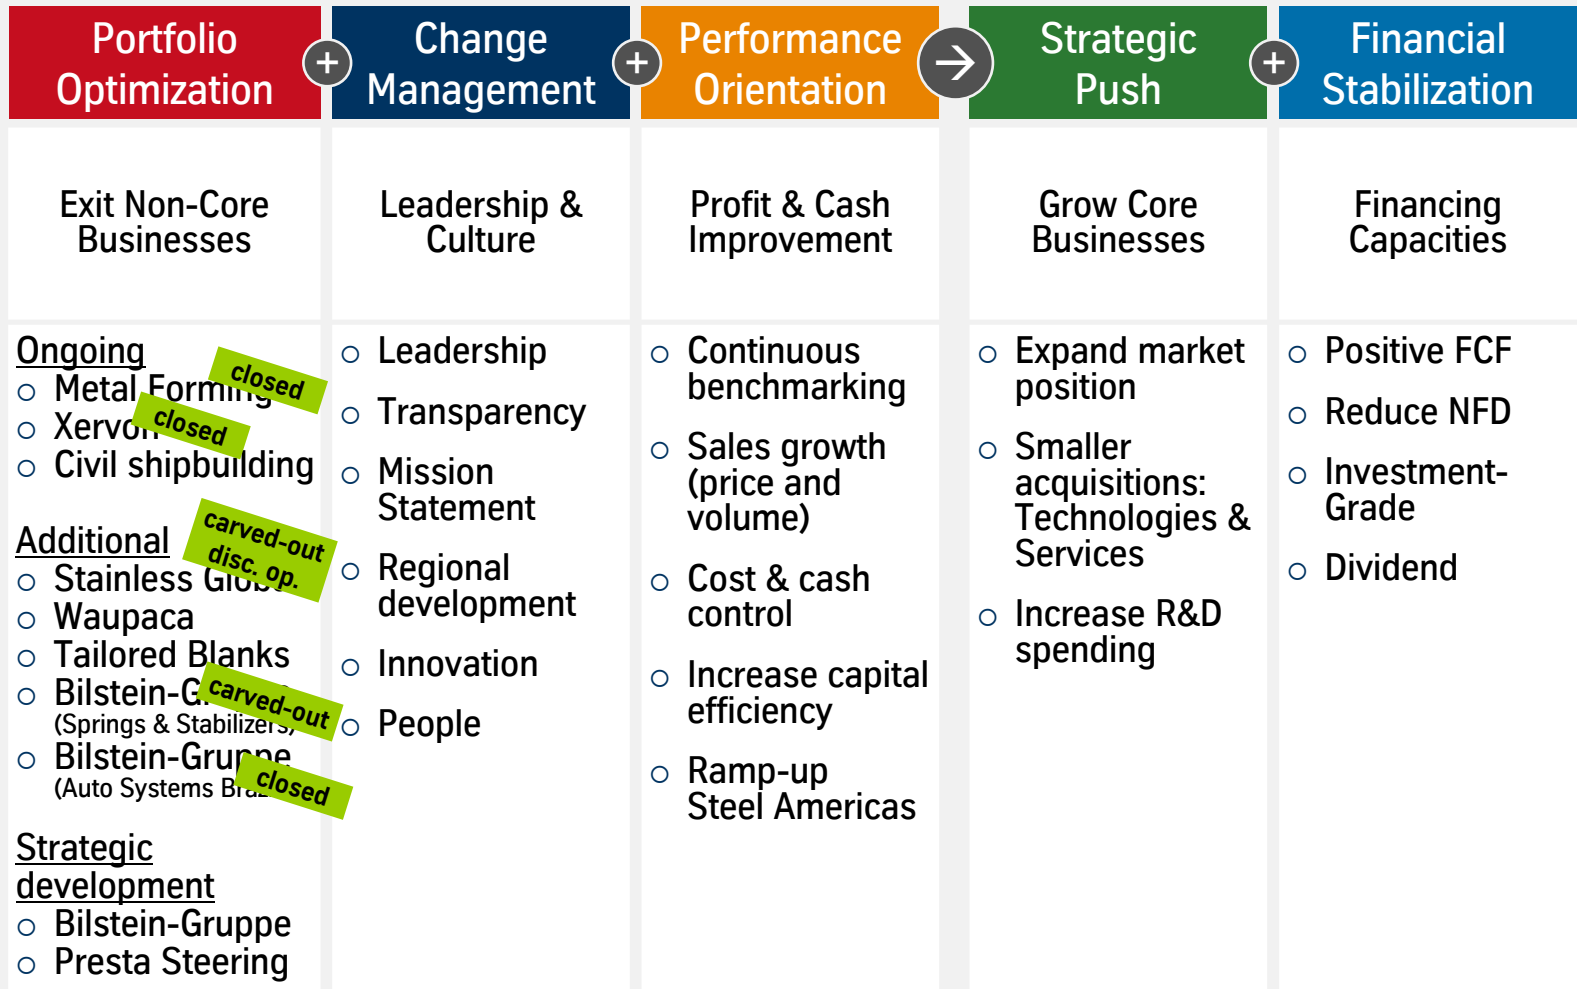 Portfolio
Optimization
+
Change
Management
+
Performance
Orientation
→
Strategic
Push
+
Financial
Stabilization
Exit Non-Core
Businesses
Leadership &
Culture
Profit & Cash
Improvement
Grow Core
Businesses
Financing
Capacities
Ongoing
Metal Forming
closed
Xervon
closed
Civil shipbuilding
Additional
carved-out
disc. op.
Stainless
Waupaca
Tailored Blanks
Bilstein-
carved-out
(Springs & Stabilizers)
Bilstein-Gruppe
(Auto Systems
closed
Strategic
development
Bilstein-Gruppe
Presta Steering
Leadership
Transparency
Mission
Statement
Regional
development
Innovation
People
Continuous
benchmarking
Sales growth
(price and
volume)
Cost & cash
control
Increase capital
efficiency
Ramp-up
Steel Americas
Expand market
position
Smaller
acquisitions:
Technologies &
Services
Increase R&D
spending
Positive FCF
Reduce NFD
Investment-
Grade
Dividend